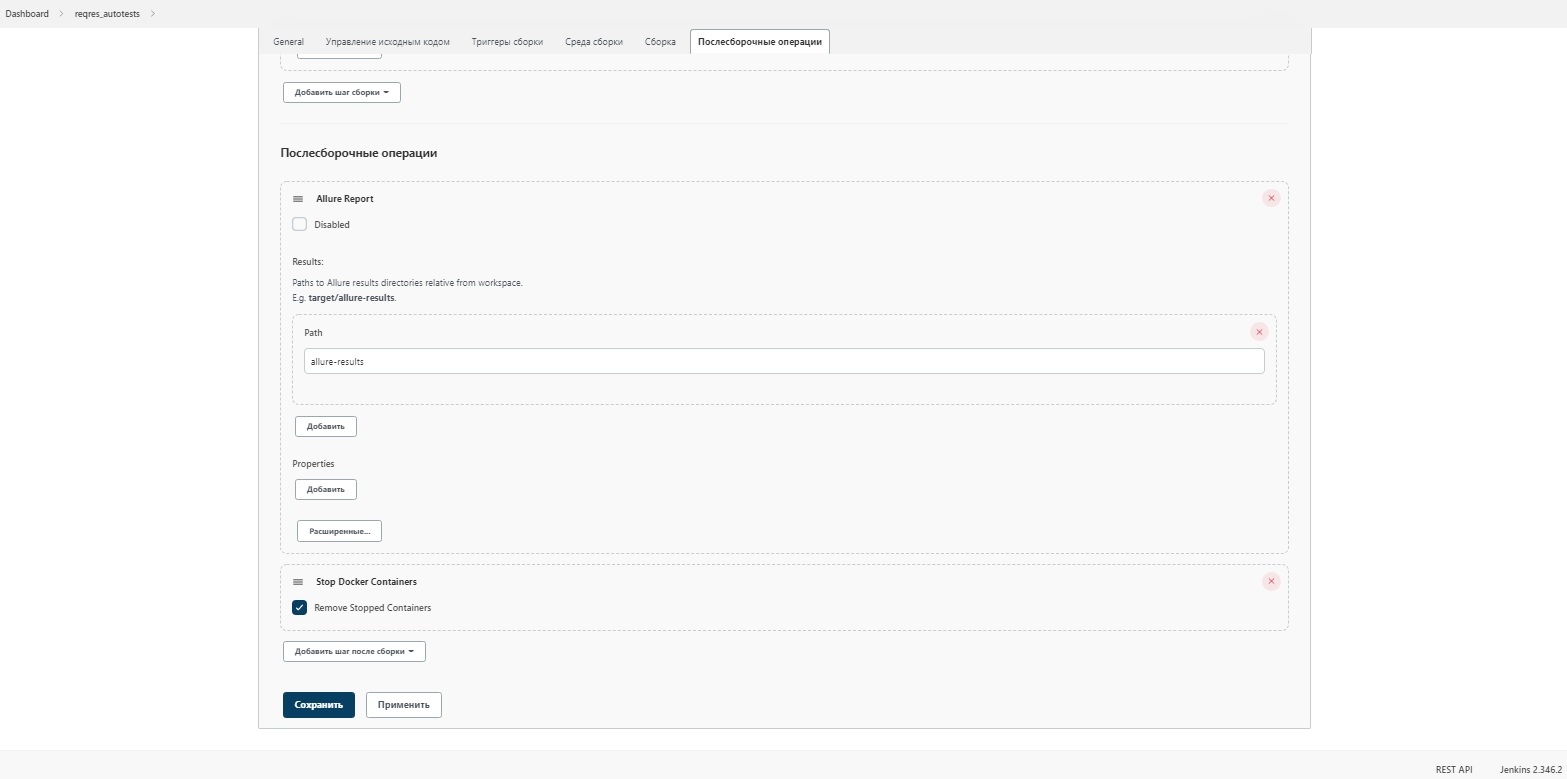 Dashboard
reqres_autotests
General
Управление исходным кодом
Триггеры сборки
Среда сборки
Сборка
Послесборочные операции
Добавить шаг сборки
Послесборочные операции
Allure Report
Disabled
Results:
Paths to Allure results directories relative from workspace.
E.g. target/allure-results.
Path
allure-results
Добавить
Properties
Добавить
Расширенные...
Stop Docker Containers
Remove Stopped Containers
Добавить шаг после сборки
Сохранить
Применить
REST API
Jenkins 2.346.2